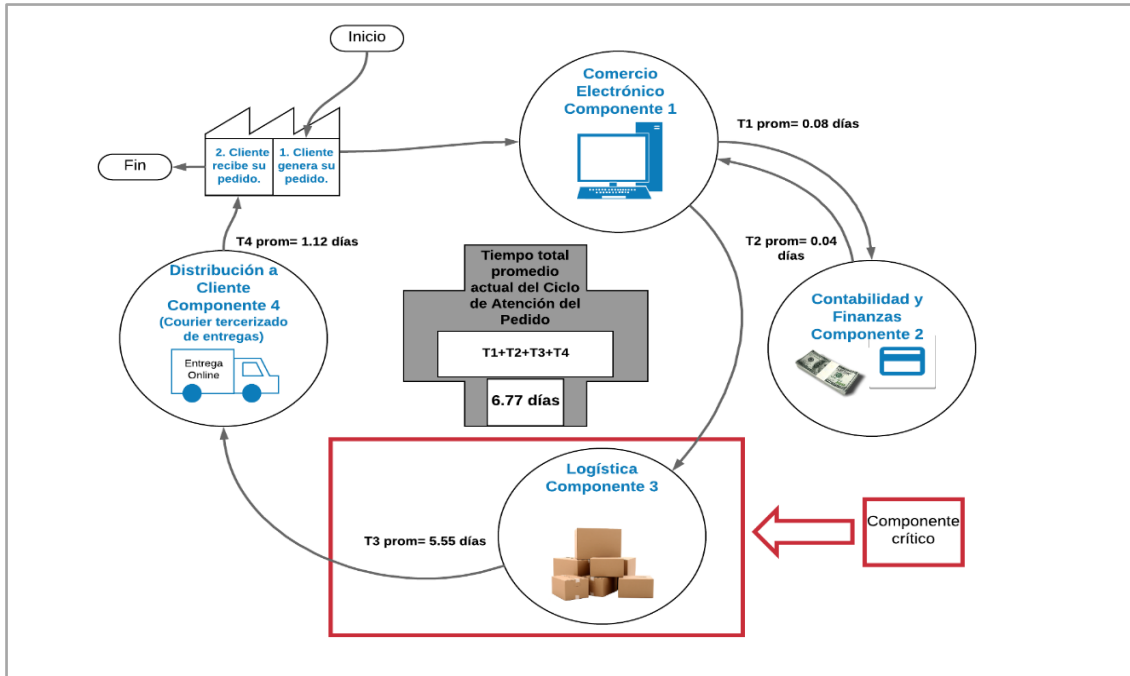 Inicio
Comercio
Electrónico
Componente 1
T1 prom= 0.08 días
2. Cliente
recibe su
pedido.
1. Cliente
genera su
pedido.
Fin
T4 prom= 1.12 días
T2 prom= 0.04
días
Tiempo total
promedio
actual del Ciclo
de Atención del
Pedido
T1+T2+T3+T4
6.77 días
Distribución a
Cliente
Componente 4
(Courier tercerizado
de entregas)
Entrega
Online
Contabilidad y
Finanzas
Componente 2
Logística
Componente 3
T3 prom= 5.55 días
Componente
crítico